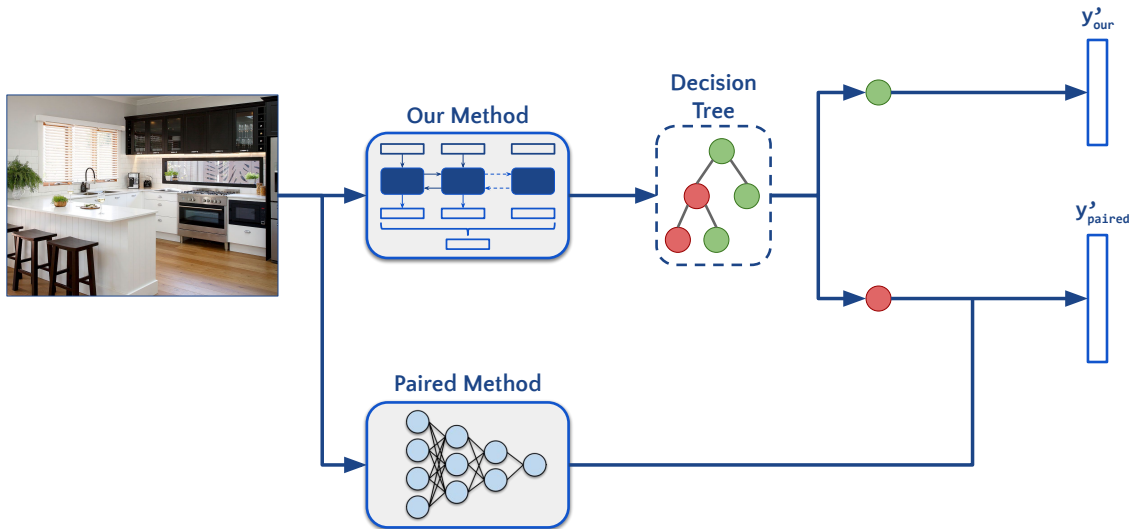 y’our
Decision
Tree
Our Method
y’paired
Paired Method